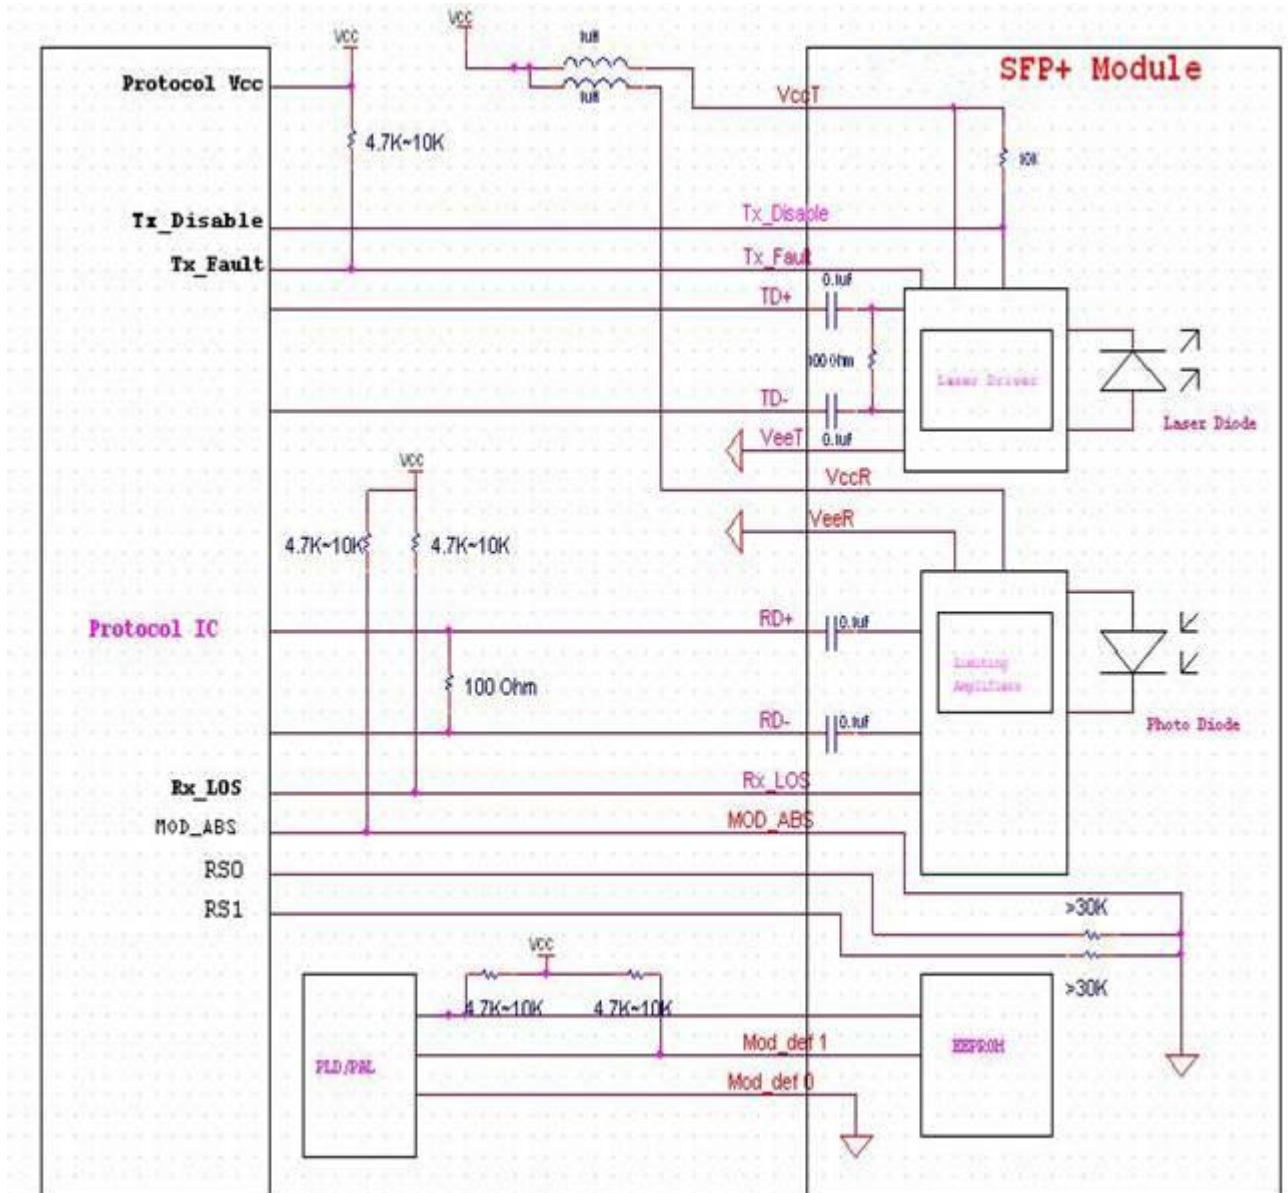 Vcc
Vcc
1uH
SFP+ Module
Protocol Vcc
1uH
VccT
4.7K~10K
10K
Tx_Disable
Tx_Disable
Tx_Fault
Tx_Fault
0.1uf
TD+
100 Ohm
Laser Driver
TD-
Laser Diode
VeeT
0.1uf
Vcc
VccR
VeeR
4.7K~10K
4.7K~10K
Protocol IC
RD+
0.1uf
Limiting
Amplifiers
100 Ohm
RD-
0.1uf
Photo Diode
Rx_LOS
Rx_LOS
MOD_ABS
MOD_ABS
RS0
RS1
>30K
Vcc
>30K
4.7K~10K
4.7K~10K
Mod_def 1
EEPROM
PLD/PAL
Mod_def 0